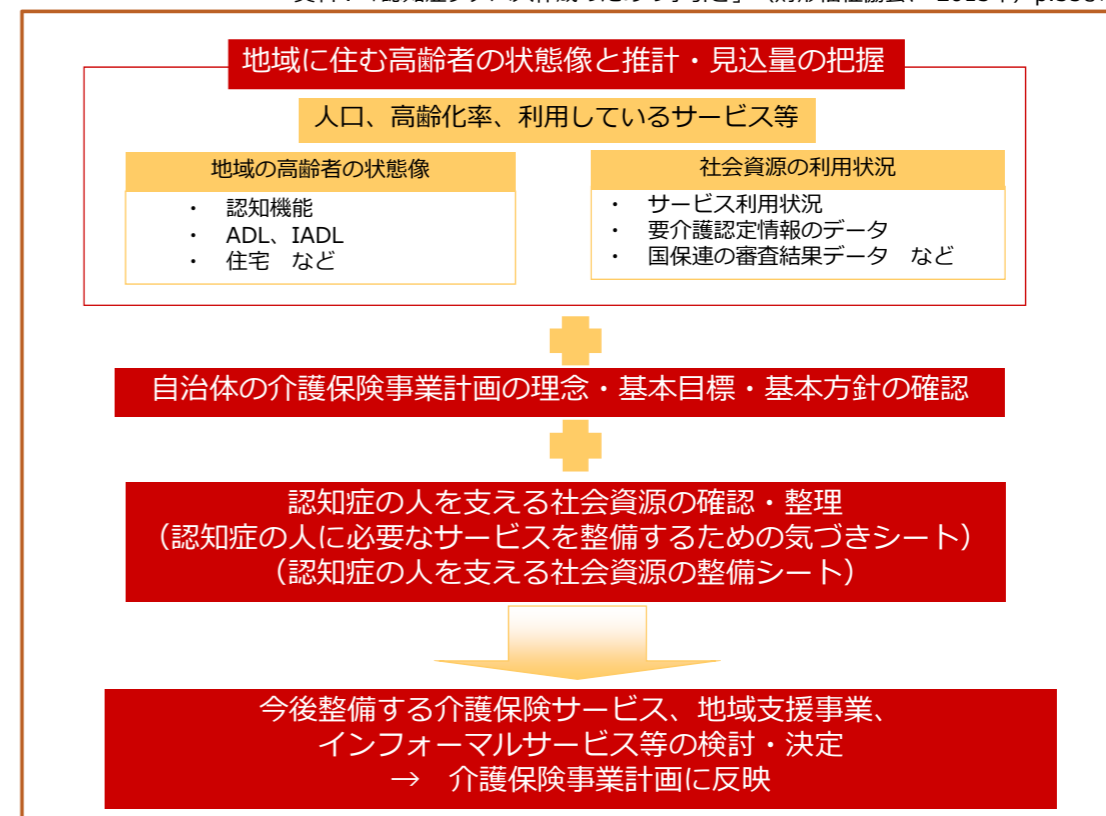 地域に住む高齢者の状態像と推計・見込量の把握
人口、高齢化率、利用しているサービス等
地域の高齢者の状態像
・ 認知機能
・ ADL、IADL
・ 住宅 など
社会資源の利用状況
・ サービス利用状況
・ 要介護認定情報のデータ
・ 国保連の審査結果データ など
自治体の介護保険事業計画の理念・基本目標・基本方針の確認
認知症の人を支える社会資源の確認・整理
（認知症の人に必要なサービスを整備するための気づきシート）
（認知症の人を支える社会資源の整備シート）
今後整備する介護保険サービス、地域支援事業、
インフォーマルサービス等の検討・決定
→ 介護保険事業計画に反映